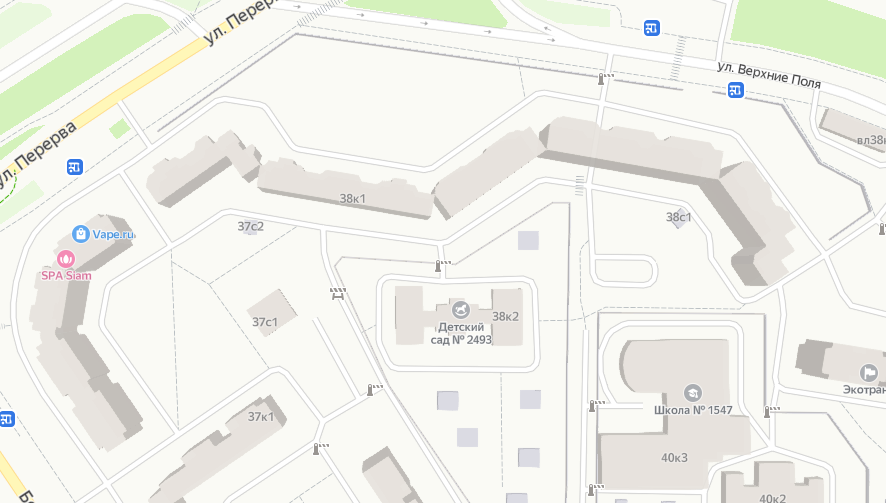 ул. Перер
ул. Верхние Поля
ул. Перерва
вл38к
38к1
38с1
37с2
Vape.ru
SPA Siam
37с1
38к2
Детский
сад № 2493
Экотран
Школа № 1547
37к1
40к3
40к2